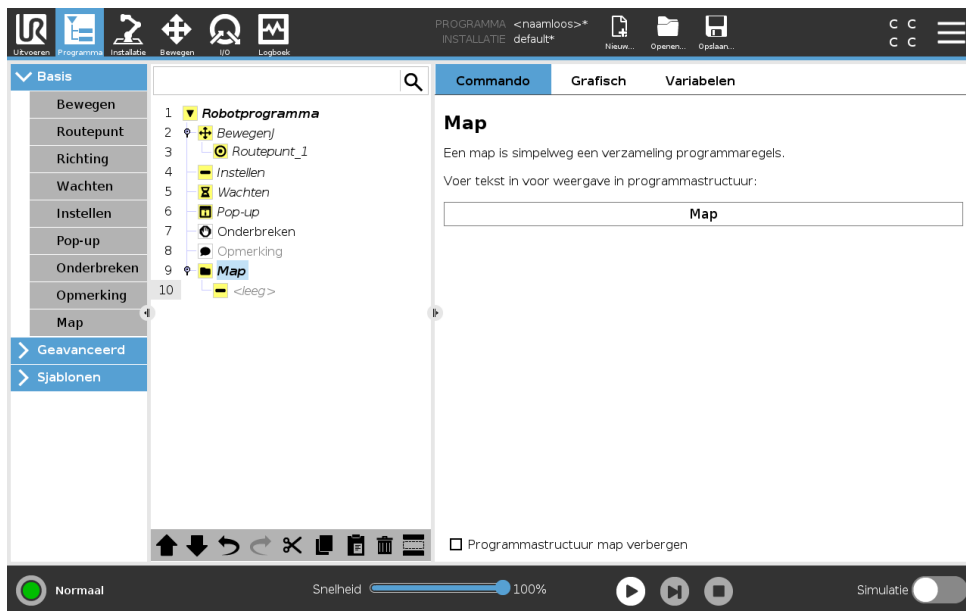 PROGRAMMA <naamloos>*
INSTALLATIE default*
Uitvoeren Programma Installatie Bewegen I/O Logboek Nieuw... Openen... Opslaan...
C C
C C
Basis
Bewegen
Routepunt
Richting
Wachten
Instellen
Pop-up
Onderbreken
Opmerking
Map
Geavanceerd
Sjablonen
1 Robotprogramma
2 BewegenJ
3 Routepunt_1
4 Instellen
5 Wachten
6 Pop-up
7 Onderbreken
8 Opmerking
9 Map
10 <leeg>
Commando Grafisch Variabelen
Map
Een map is simpelweg een verzameling programmaregels.
Voer tekst in voor weergave in programmastructuur:
Map
Programmastructuur map verbergen
Normaal Snelheid 100% Simulatie